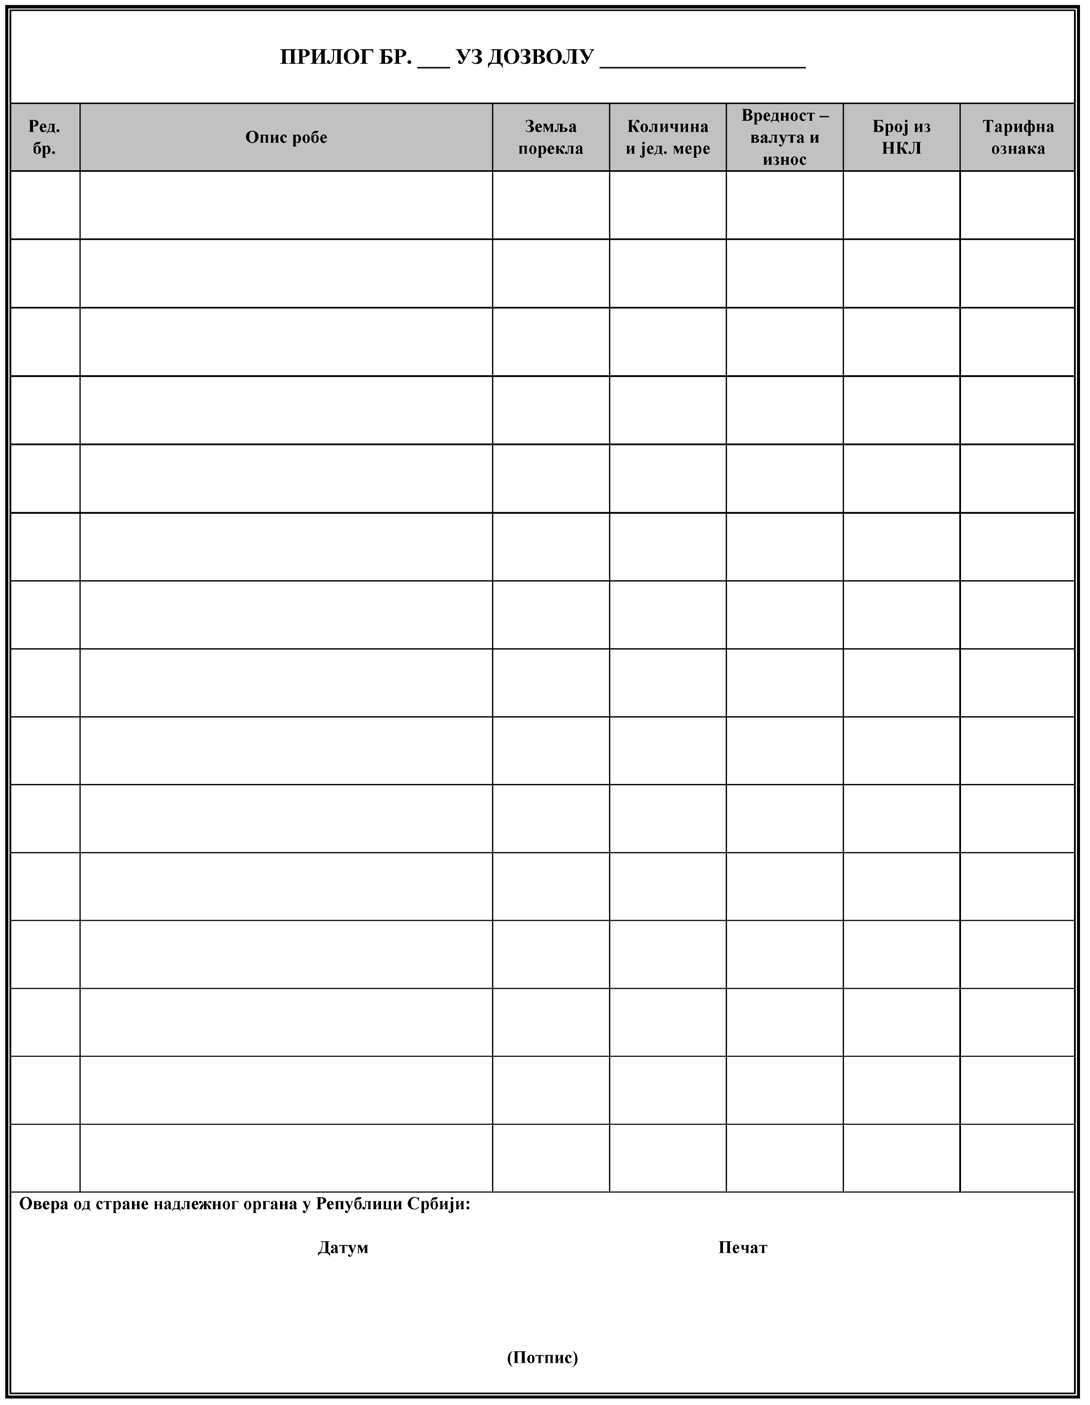 ПРИЛОГ БР. ___ УЗ ДОЗВОЛУ ___________________
Ред.
бр.
Опис робе
Земља
порекла
Количина
и јед. мере
Вредност –
валута и
износ
Број из
НКЛ
Тарифна
ознака
Овера од стране надлежног органа у Републици Србији:
Датум
Печат
(Потпис)